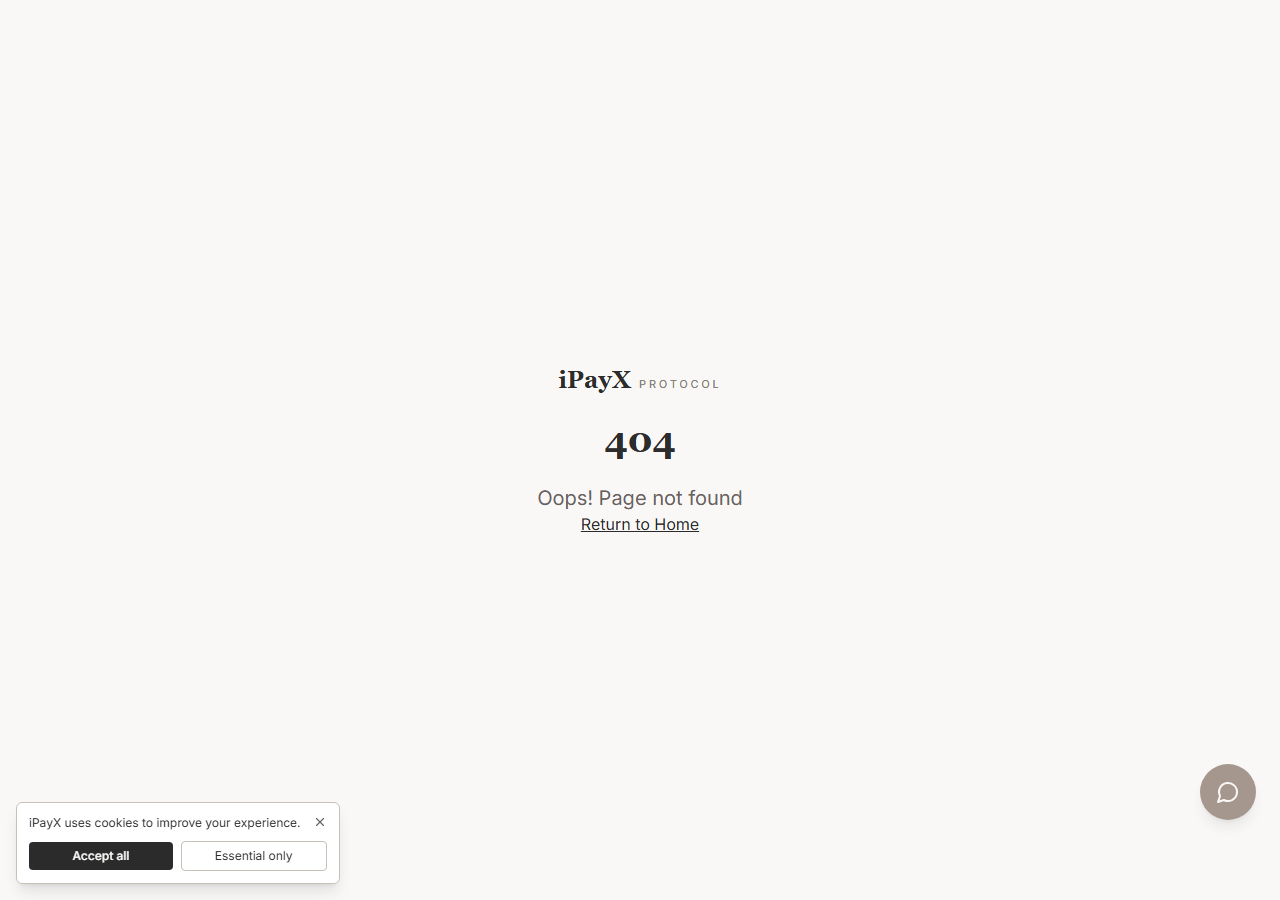 iPayX PROTOCOL
404
Oops! Page not found
Return to Home
iPayX uses cookies to improve your experience.
Accept all
Essential only